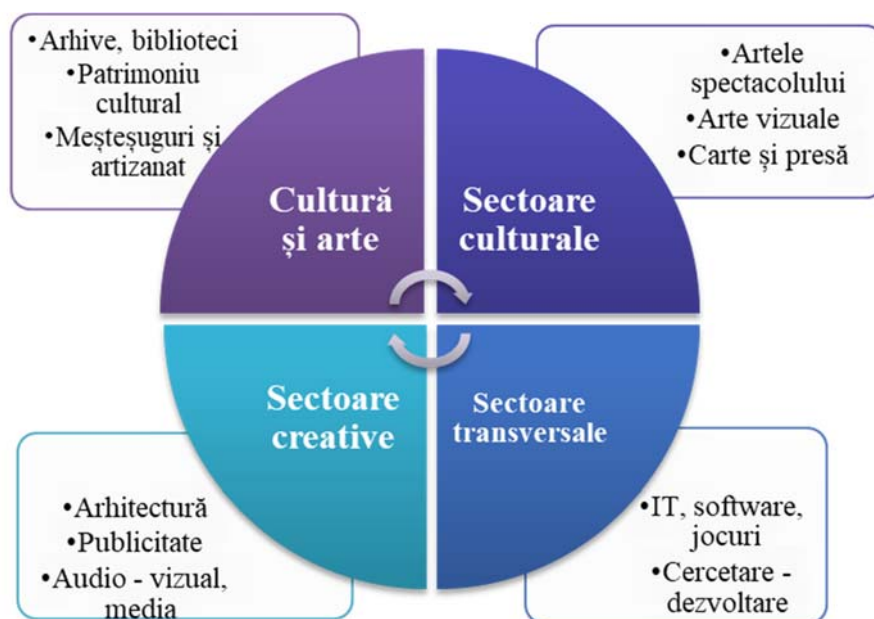 •Arhive, biblioteci
•Patrimoniu
cultural
•Meșteșuguri și
artizanat
•Artele
spectacolului
•Arte vizuale
•Carte și presă
Cultură
și arte
Sectoare
culturale
Sectoare
creative
Sectoare
transversale
•Arhitectură
•Publicitate
•Audio - vizual,
media
•IT, software,
jocuri
•Cercetare -
dezvoltare